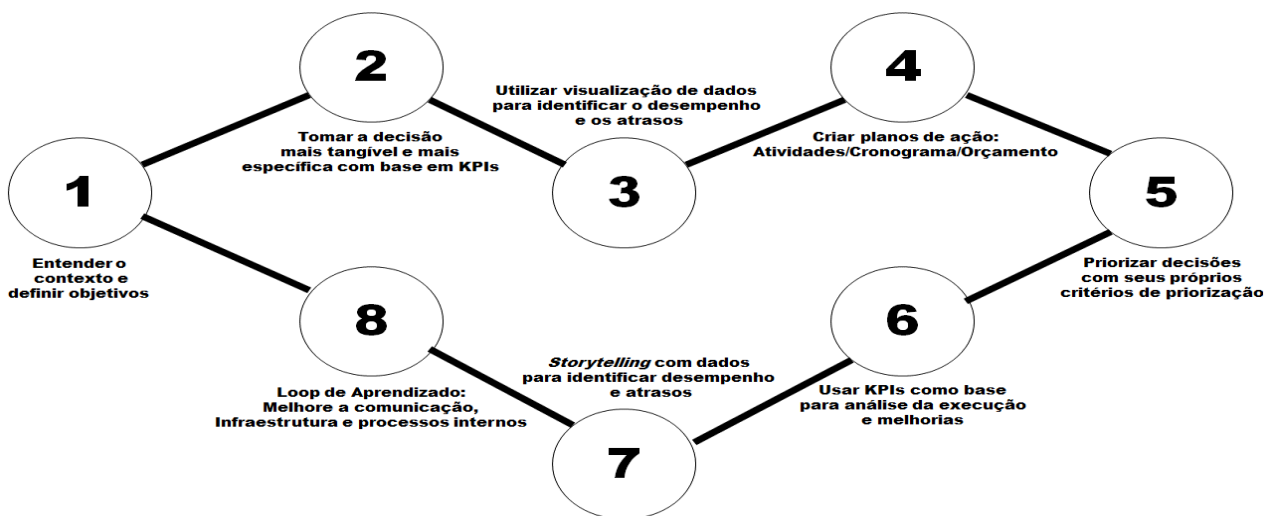 1
Entender o
contexto e
definir objetivos
2
Tomar a decisão
mais tangível e mais
específica com base em KPIs
Utilizar visualização de dados
para identificar o desempenho
e os atrasos
3
4
Criar planos de ação:
Atividades/Cronograma/Orçamento
5
Priorizar decisões
com seus próprios
critérios de priorização
6
Usar KPIs como base
para análise da execução
e melhorias
Storytelling com dados
para identificar desempenho
e atrasos
7
8
Loop de Aprendizado:
Melhore a comunicação,
Infraestrutura e processos internos